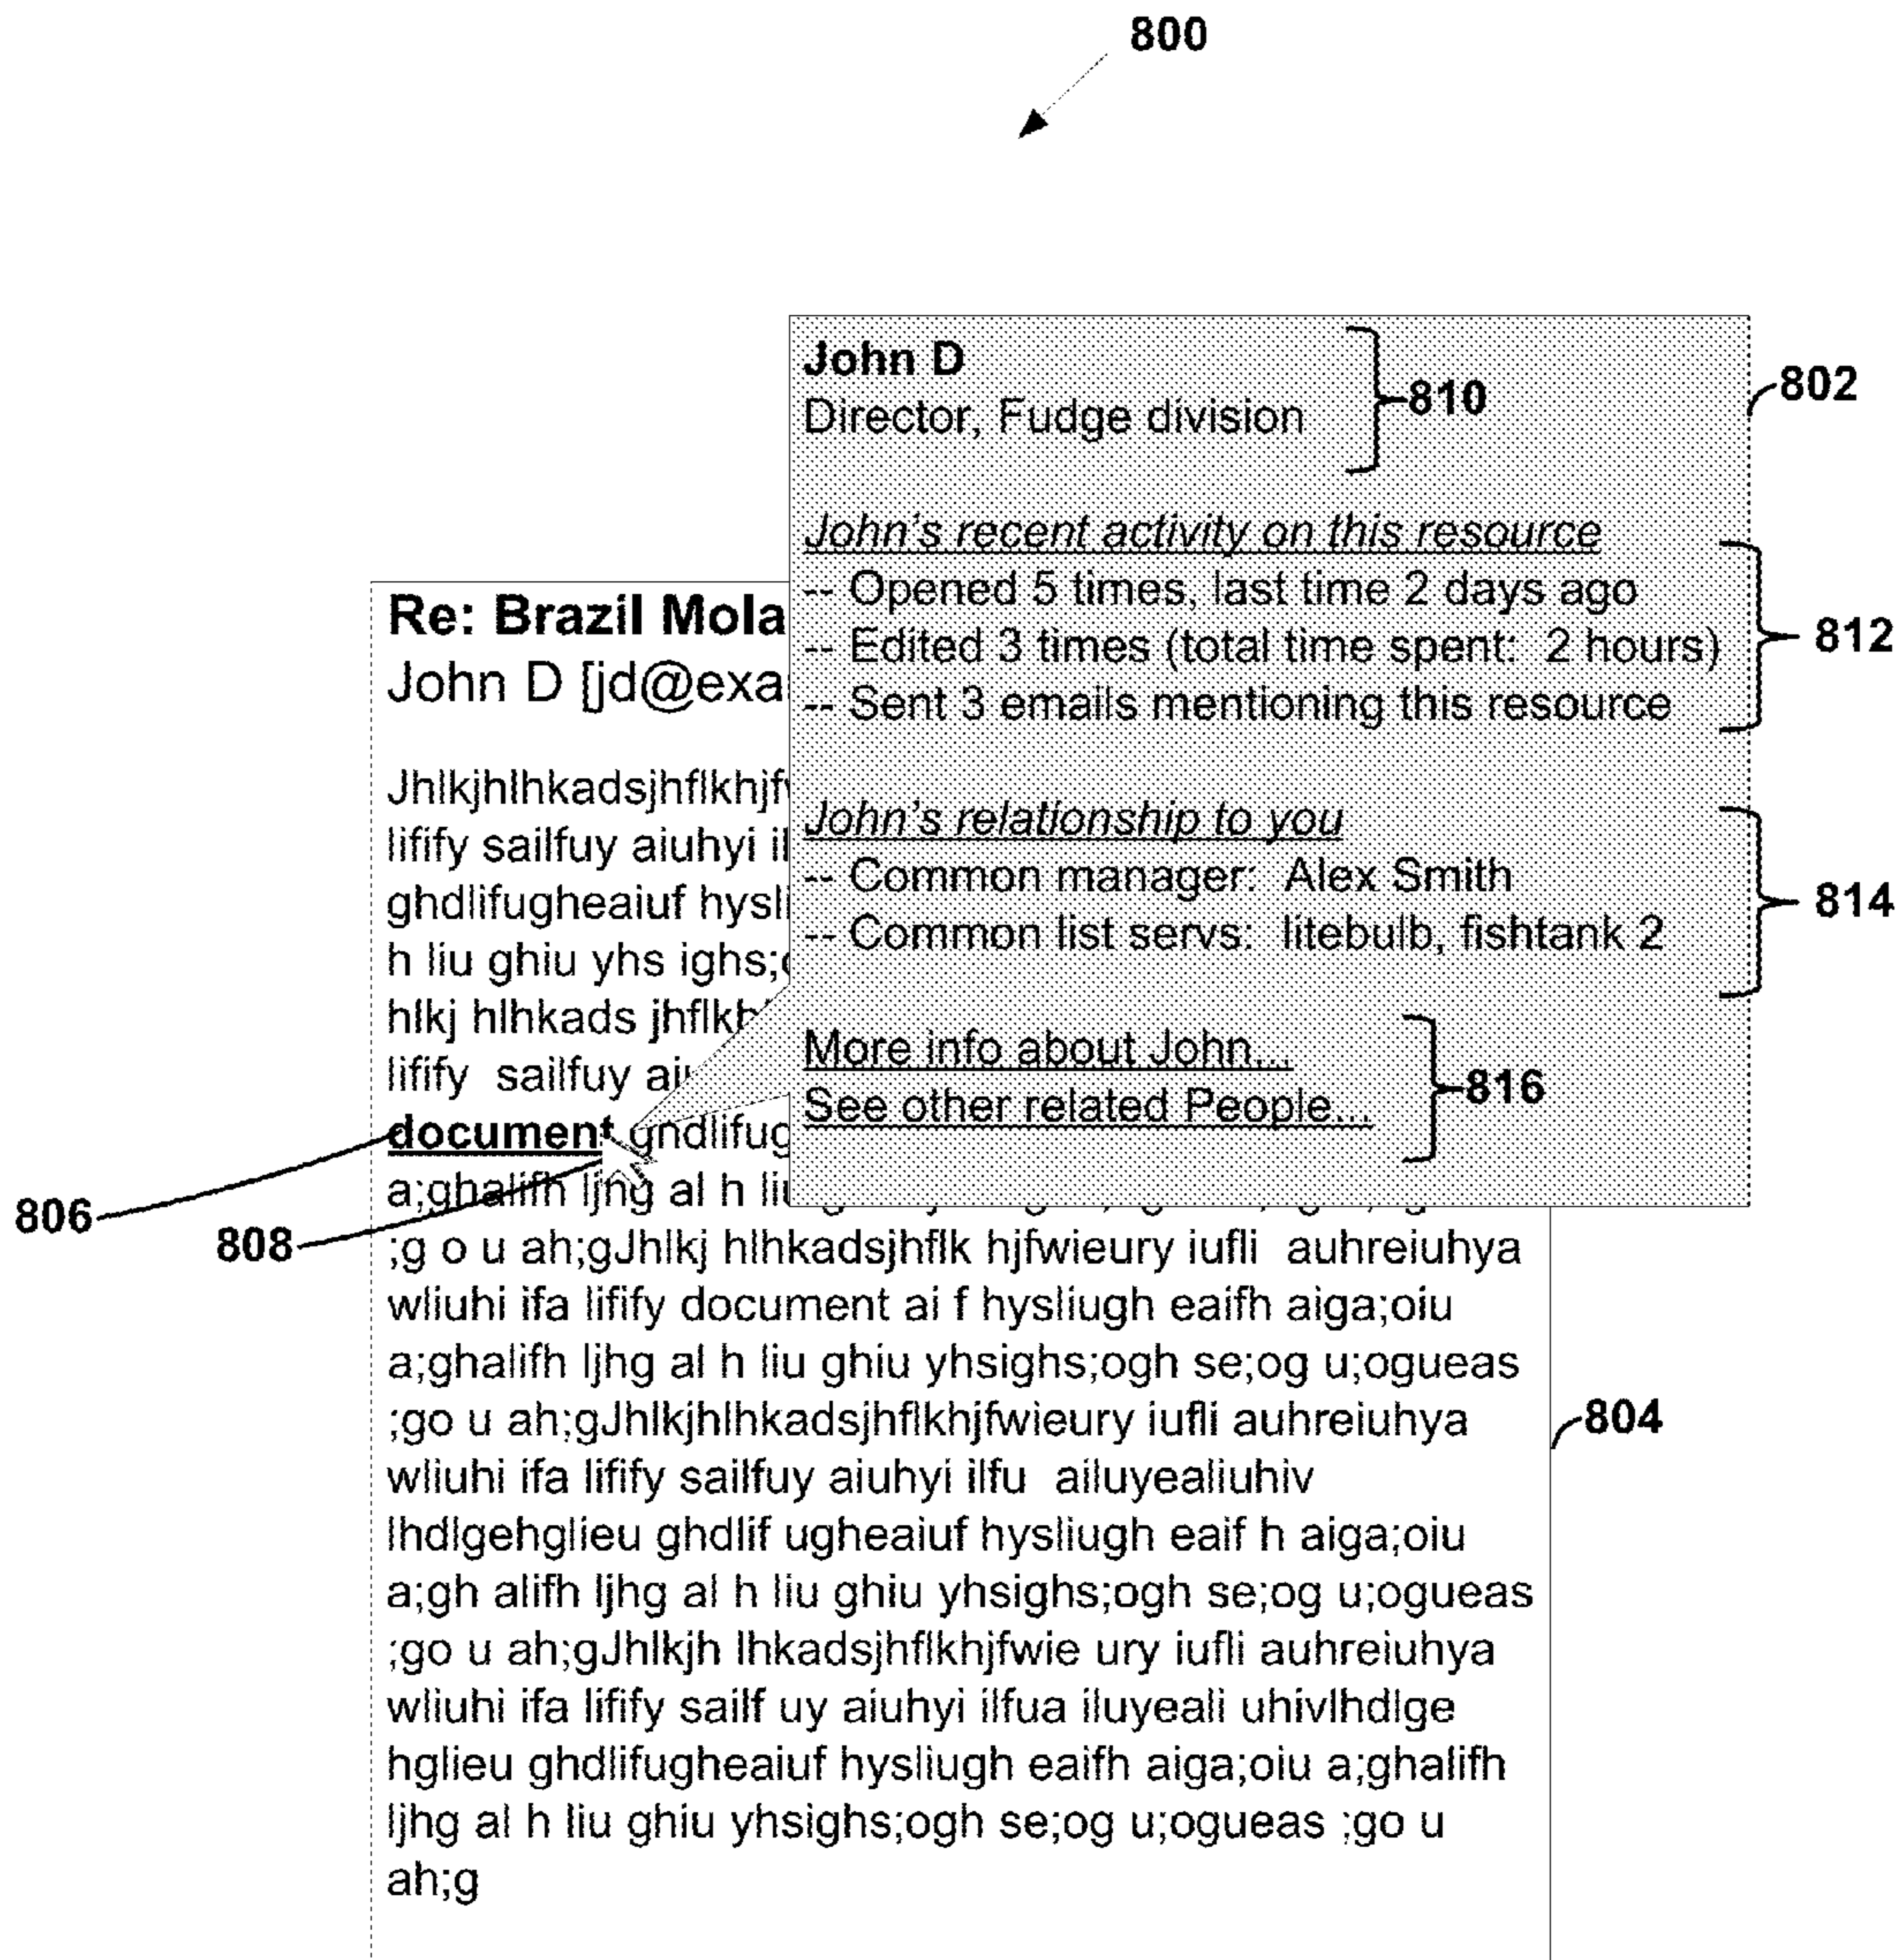 800
John D
Director, Fudge division
810
802
John's recent activity on this resource
-- Opened 5 times, last time 2 days ago
-- Edited 3 times (total time spent: 2 hours)
-- Sent 3 emails mentioning this resource
812
John's relationship to you
-- Common manager: Alex Smith
-- Common list servs: litebulb, fishtank 2
814
More info about John...
See other related People...
816
Re: Brazil Mola
John D [jd@exa
Jhlkjhlhkadsjhflkhjf
lifify sailfuy aiuhyi il
ghdlifugheaiuf hysli
h liu ghiu yhs ighs;
hlkj hlhkads jhflkh
lifify sailfuy ai
document
a;ghalifh ljhg al h li
806
808
;g o u ah;gJhlkj hlhkadsjhflk hjfwieury iufli auhreiuhya
wliuhi ifa lifify document ai f hysliugh eaifh aiga;oiu
a;ghalifh ljhg al h liu ghiu yhsighs;ogh se;og u;ogueas
;go u ah;gJhlkjhlhkadsjhflkhjfwieury iufli auhreiuhya
804
wliuhi ifa lifify sailfuy aiuhyi ilfu ailuyealiuhiv
lhdlgehglieu ghdlif ugheaiuf hysliugh eaif h aiga;oiu
a;gh alifh ljhg al h liu ghiu yhsighs;ogh se;og u;ogueas
;go u ah;gJhlkjh lhkadsjhflkhjfwie ury iufli auhreiuhya
wliuhi ifa lifify sailf uy aiuhyi ilfua iluyeali uhivlhdlge
hglieu ghdlifugheaiuf hysliugh eaifh aiga;oiu a;ghalifh
ljhg al h liu ghiu yhsighs;ogh se;og u;ogueas ;go u
ah;g